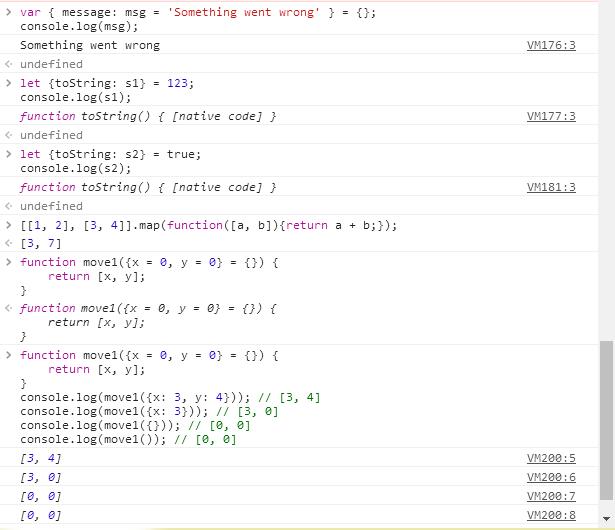 var { message: msg = 'Something went wrong' } = {};
console.log(msg);
Something went wrong VM176:3
undefined
let {toString: s1} = 123;
console.log(s1);
function toString() { [native code] } VM177:3
undefined
let {toString: s2} = true;
console.log(s2);
function toString() { [native code] } VM181:3
undefined
[[1, 2], [3, 4]].map(function([a, b]){return a + b;});
[3, 7]
function move1({x = 0, y = 0} = {}) {
    return [x, y];
}
function move1({x = 0, y = 0} = {}) {
    return [x, y];
}
function move1({x = 0, y = 0} = {}) {
    return [x, y];
}
console.log(move1({x: 3, y: 4})); // [3, 4]
console.log(move1({x: 3})); // [3, 0]
console.log(move1({})); // [0, 0]
console.log(move1()); // [0, 0]
[3, 4] VM200:5
[3, 0] VM200:6
[0, 0] VM200:7
[0, 0] VM200:8